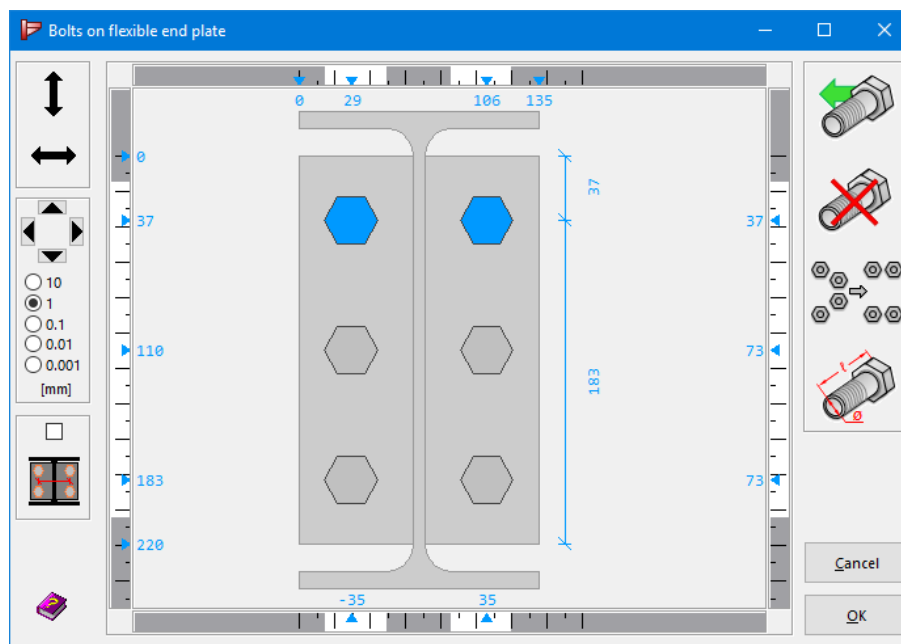 Bolts on flexible end plate
0 29 106 135
0
37
37
37
10
1
0.1
0.01
0.001
[mm]
110
73
183
183
73
220
-35 35
ℓ
Ø
Cancel
OK
?